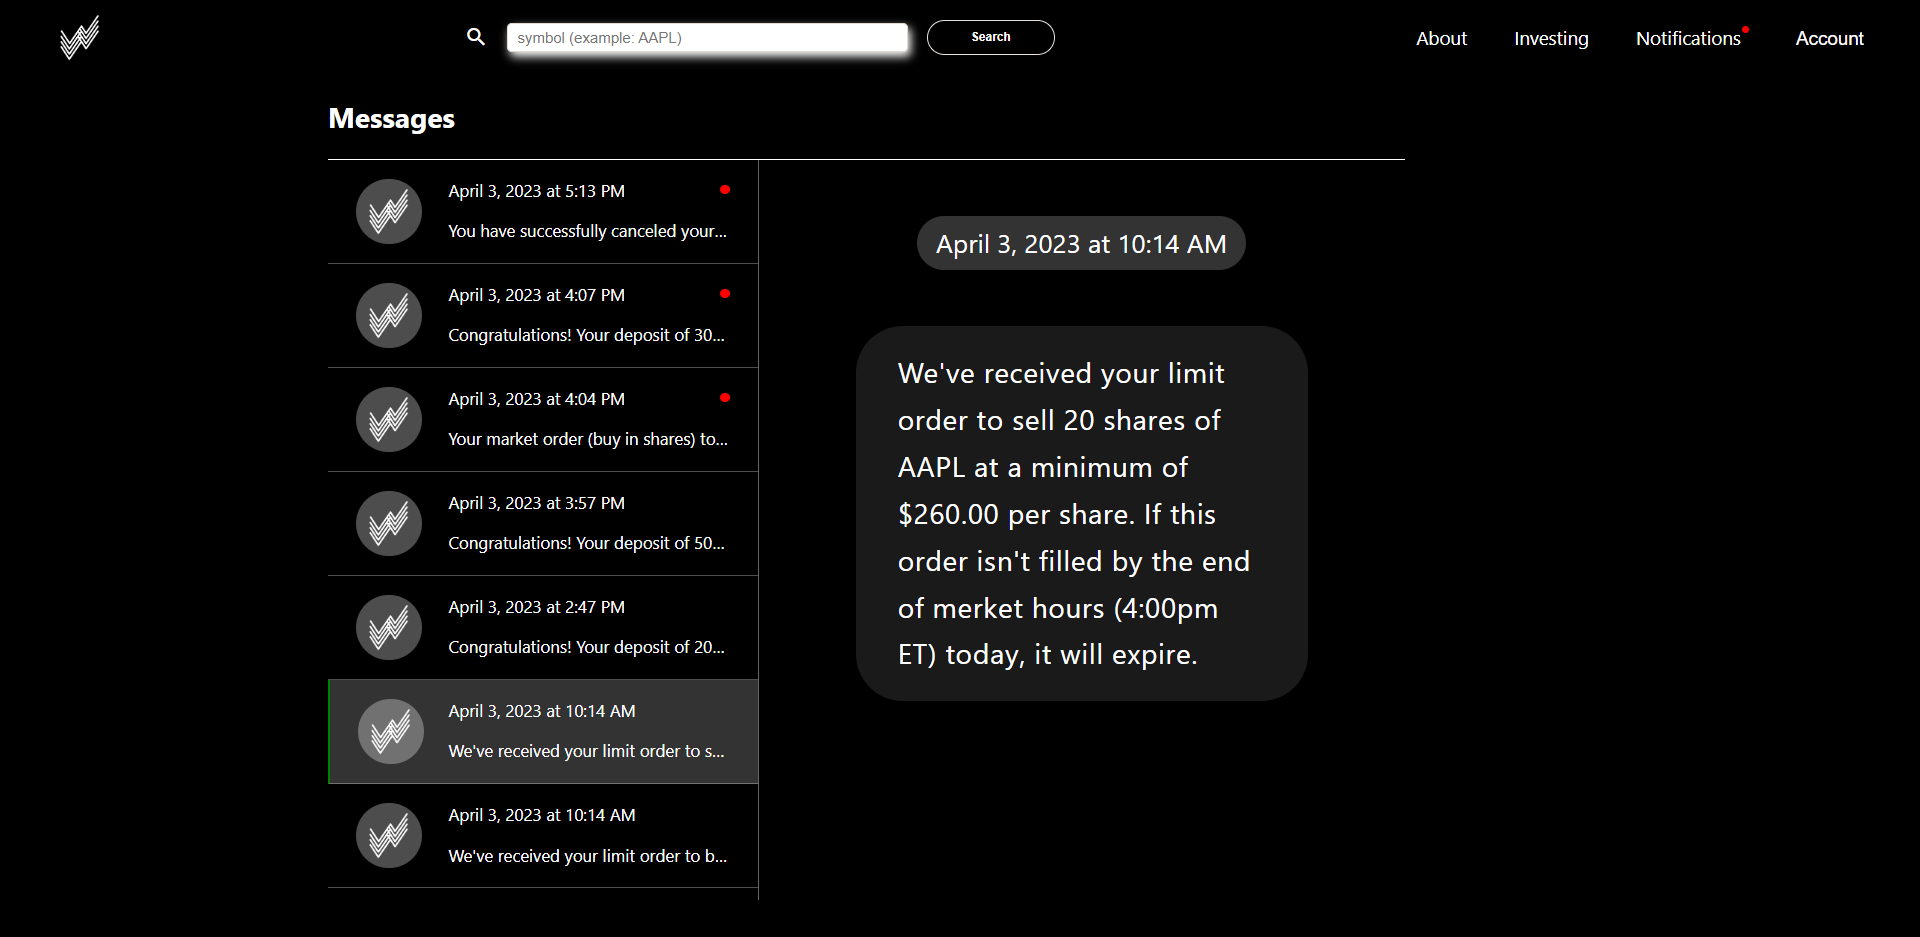 symbol (example: AAPL)
Search
About
Investing
Notifications
Account
Messages
April 3, 2023 at 5:13 PM
You have successfully canceled your...
April 3, 2023 at 4:07 PM
Congratulations! Your deposit of 30...
April 3, 2023 at 4:04 PM
Your market order (buy in shares) to...
April 3, 2023 at 3:57 PM
Congratulations! Your deposit of 50...
April 3, 2023 at 2:47 PM
Congratulations! Your deposit of 20...
April 3, 2023 at 10:14 AM
We've received your limit order to s...
April 3, 2023 at 10:14 AM
We've received your limit order to b...
April 3, 2023 at 10:14 AM
We've received your limit
order to sell 20 shares of
AAPL at a minimum of
$260.00 per share. If this
order isn't filled by the end
of merket hours (4:00pm
ET) today, it will expire.